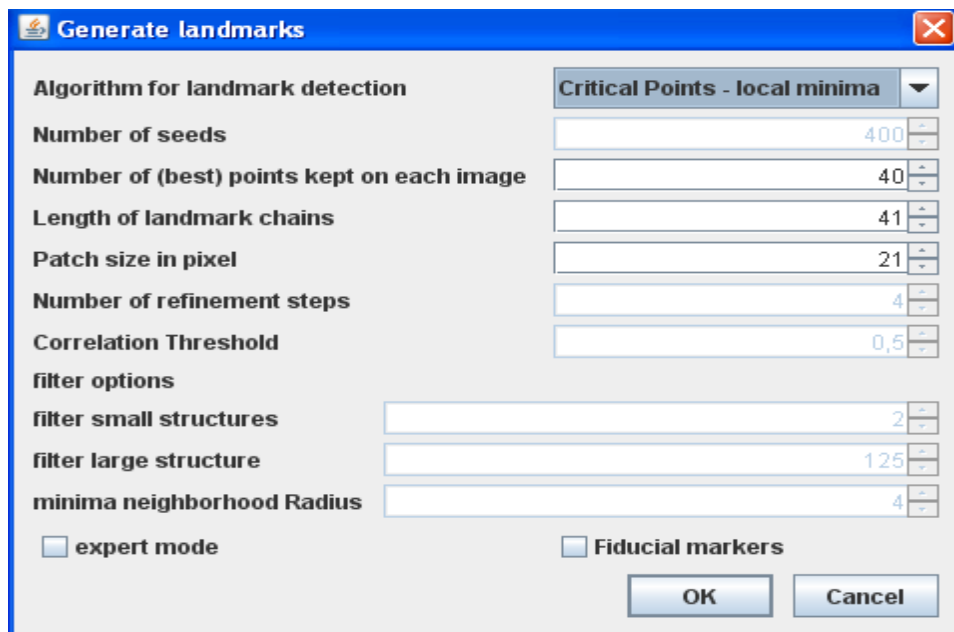 Generate landmarks
Algorithm for landmark detection Critical Points - local minima
Number of seeds 400
Number of (best) points kept on each image 40
Length of landmark chains 41
Patch size in pixel 21
Number of refinement steps 4
Correlation Threshold 0,5
filter options
filter small structures 2
filter large structure 125
minima neighborhood Radius 4
expert mode Fiducial markers
OK Cancel